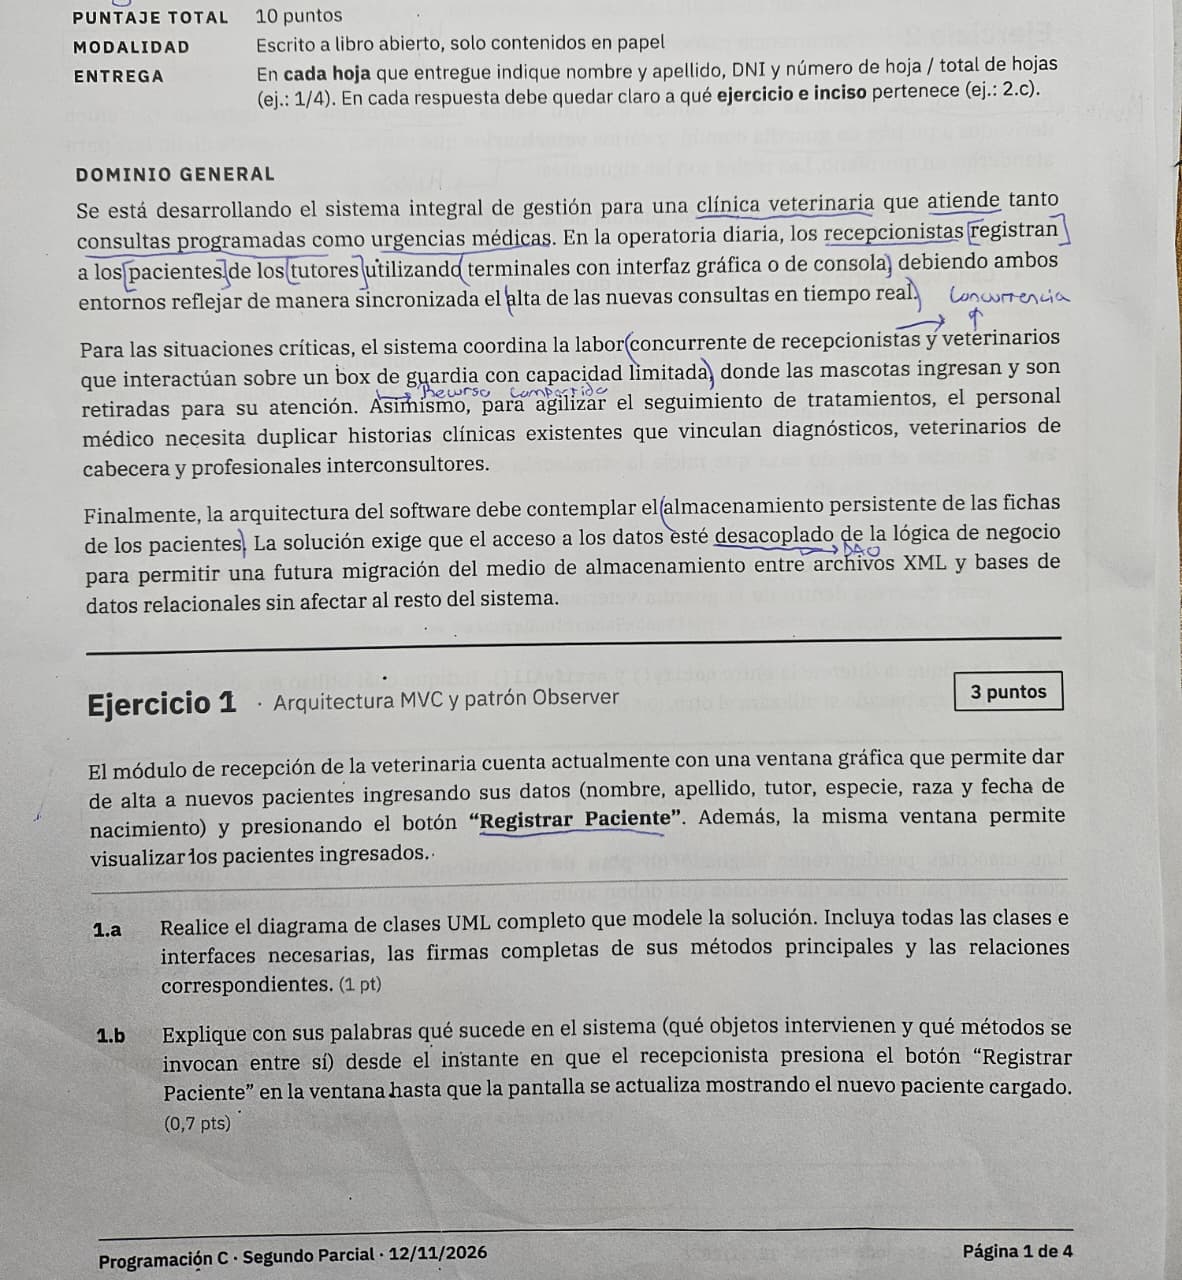 PUNTAJE TOTAL 10 puntos
MODALIDAD Escrito a libro abierto, solo contenidos en papel
ENTREGA En cada hoja que entregue indique nombre y apellido, DNI y número de hoja / total de hojas
(ej.: 1/4). En cada respuesta debe quedar claro a qué ejercicio e inciso pertenece (ej.: 2.c).
DOMINIO GENERAL
Se está desarrollando el sistema integral de gestión para una clínica veterinaria que atiende tanto
consultas programadas como urgencias médicas. En la operatoria diaria, los recepcionistas registran
a los pacientes de los tutores utilizando terminales con interfaz gráfica o de consola, debiendo ambos
entornos reflejar de manera sincronizada el alta de las nuevas consultas en tiempo real.
Concurrencia
Para las situaciones críticas, el sistema coordina la labor concurrente de recepcionistas y veterinarios
que interactúan sobre un box de guardia con capacidad limitada, donde las mascotas ingresan y son
Recurso Compartido
retiradas para su atención. Asimismo, para agilizar el seguimiento de tratamientos, el personal
médico necesita duplicar historias clínicas existentes que vinculan diagnósticos, veterinarios de
cabecera y profesionales interconsultores.
Finalmente, la arquitectura del software debe contemplar el almacenamiento persistente de las fichas
de los pacientes. La solución exige que el acceso a los datos esté desacoplado de la lógica de negocio
DAO
para permitir una futura migración del medio de almacenamiento entre archivos XML y bases de
datos relacionales sin afectar al resto del sistema.
Ejercicio 1 · Arquitectura MVC y patrón Observer 3 puntos
El módulo de recepción de la veterinaria cuenta actualmente con una ventana gráfica que permite dar
de alta a nuevos pacientes ingresando sus datos (nombre, apellido, tutor, especie, raza y fecha de
nacimiento) y presionando el botón “Registrar Paciente”. Además, la misma ventana permite
visualizar los pacientes ingresados.
1.a Realice el diagrama de clases UML completo que modele la solución. Incluya todas las clases e
interfaces necesarias, las firmas completas de sus métodos principales y las relaciones
correspondientes. (1 pt)
1.b Explique con sus palabras qué sucede en el sistema (qué objetos intervienen y qué métodos se
invocan entre sí) desde el instante en que el recepcionista presiona el botón “Registrar
Paciente” en la ventana hasta que la pantalla se actualiza mostrando el nuevo paciente cargado.
(0,7 pts)
Programación C · Segundo Parcial · 12/11/2026 Página 1 de 4